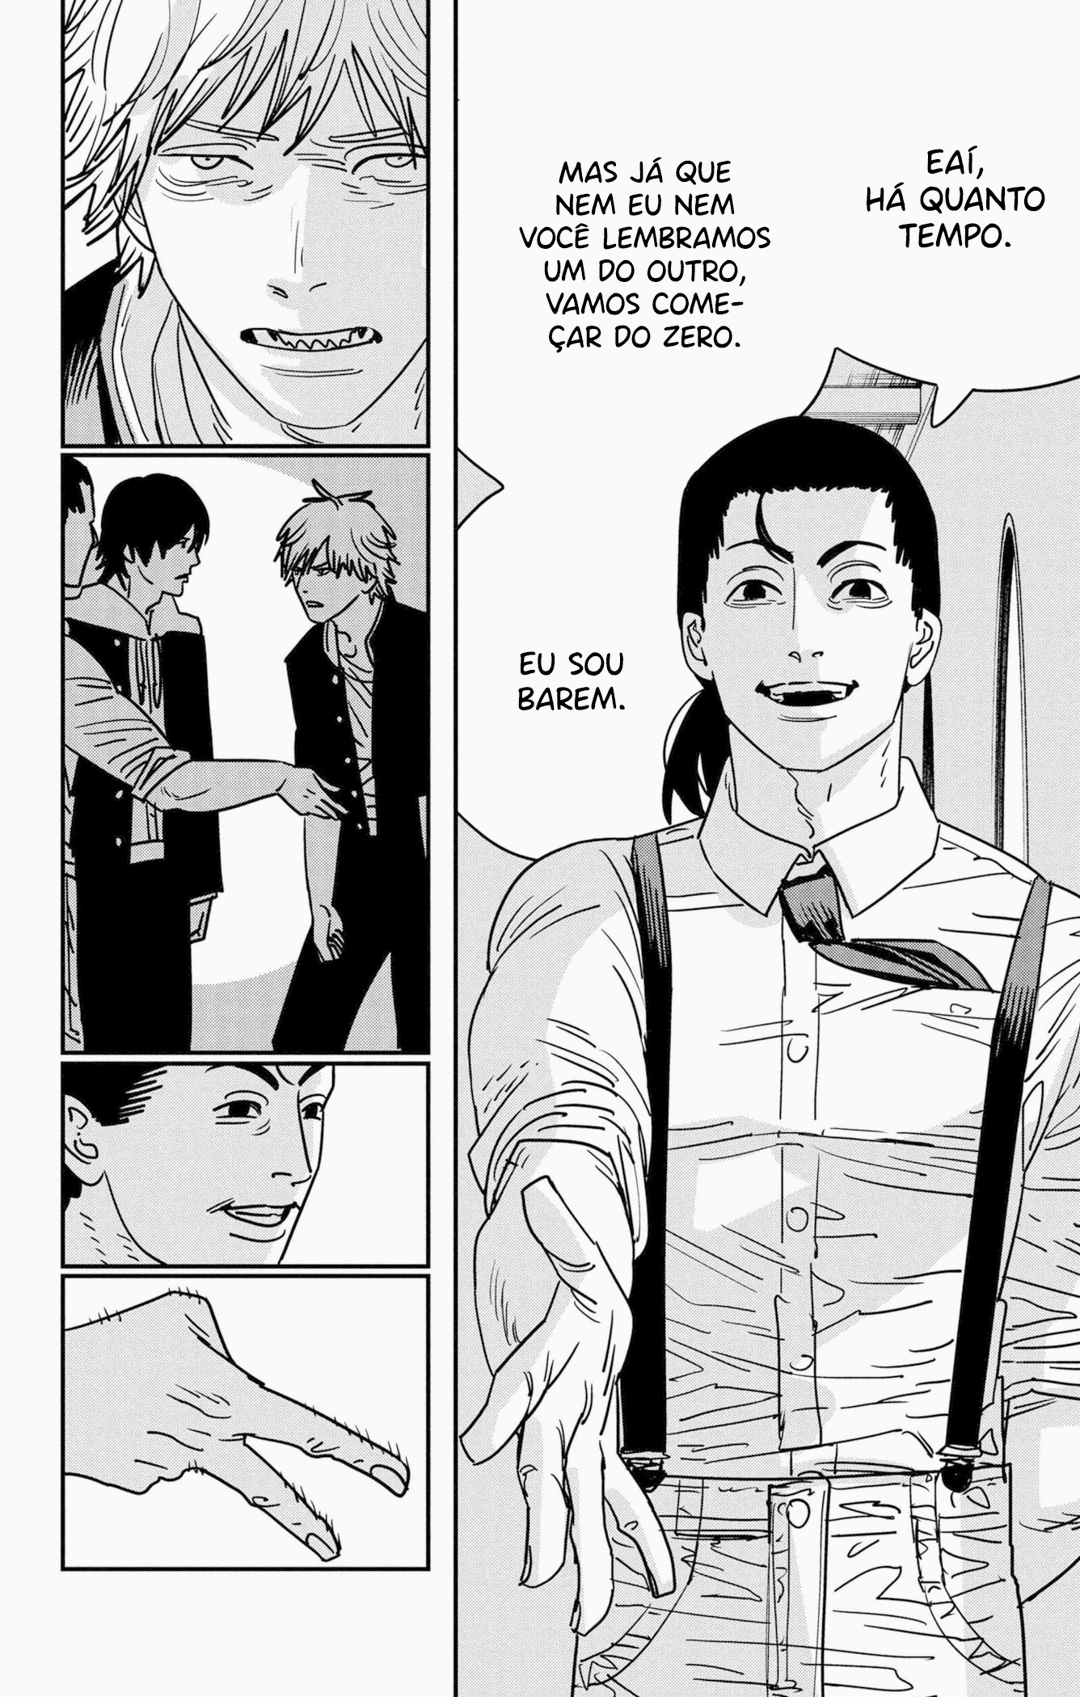 EAÍ,
HÁ QUANTO
TEMPO.
MAS JÁ QUE
NEM EU NEM
VOCÊ LEMBRAMOS
UM DO OUTRO,
VAMOS COME-
ÇAR DO ZERO.
EU SOU
BAREM.